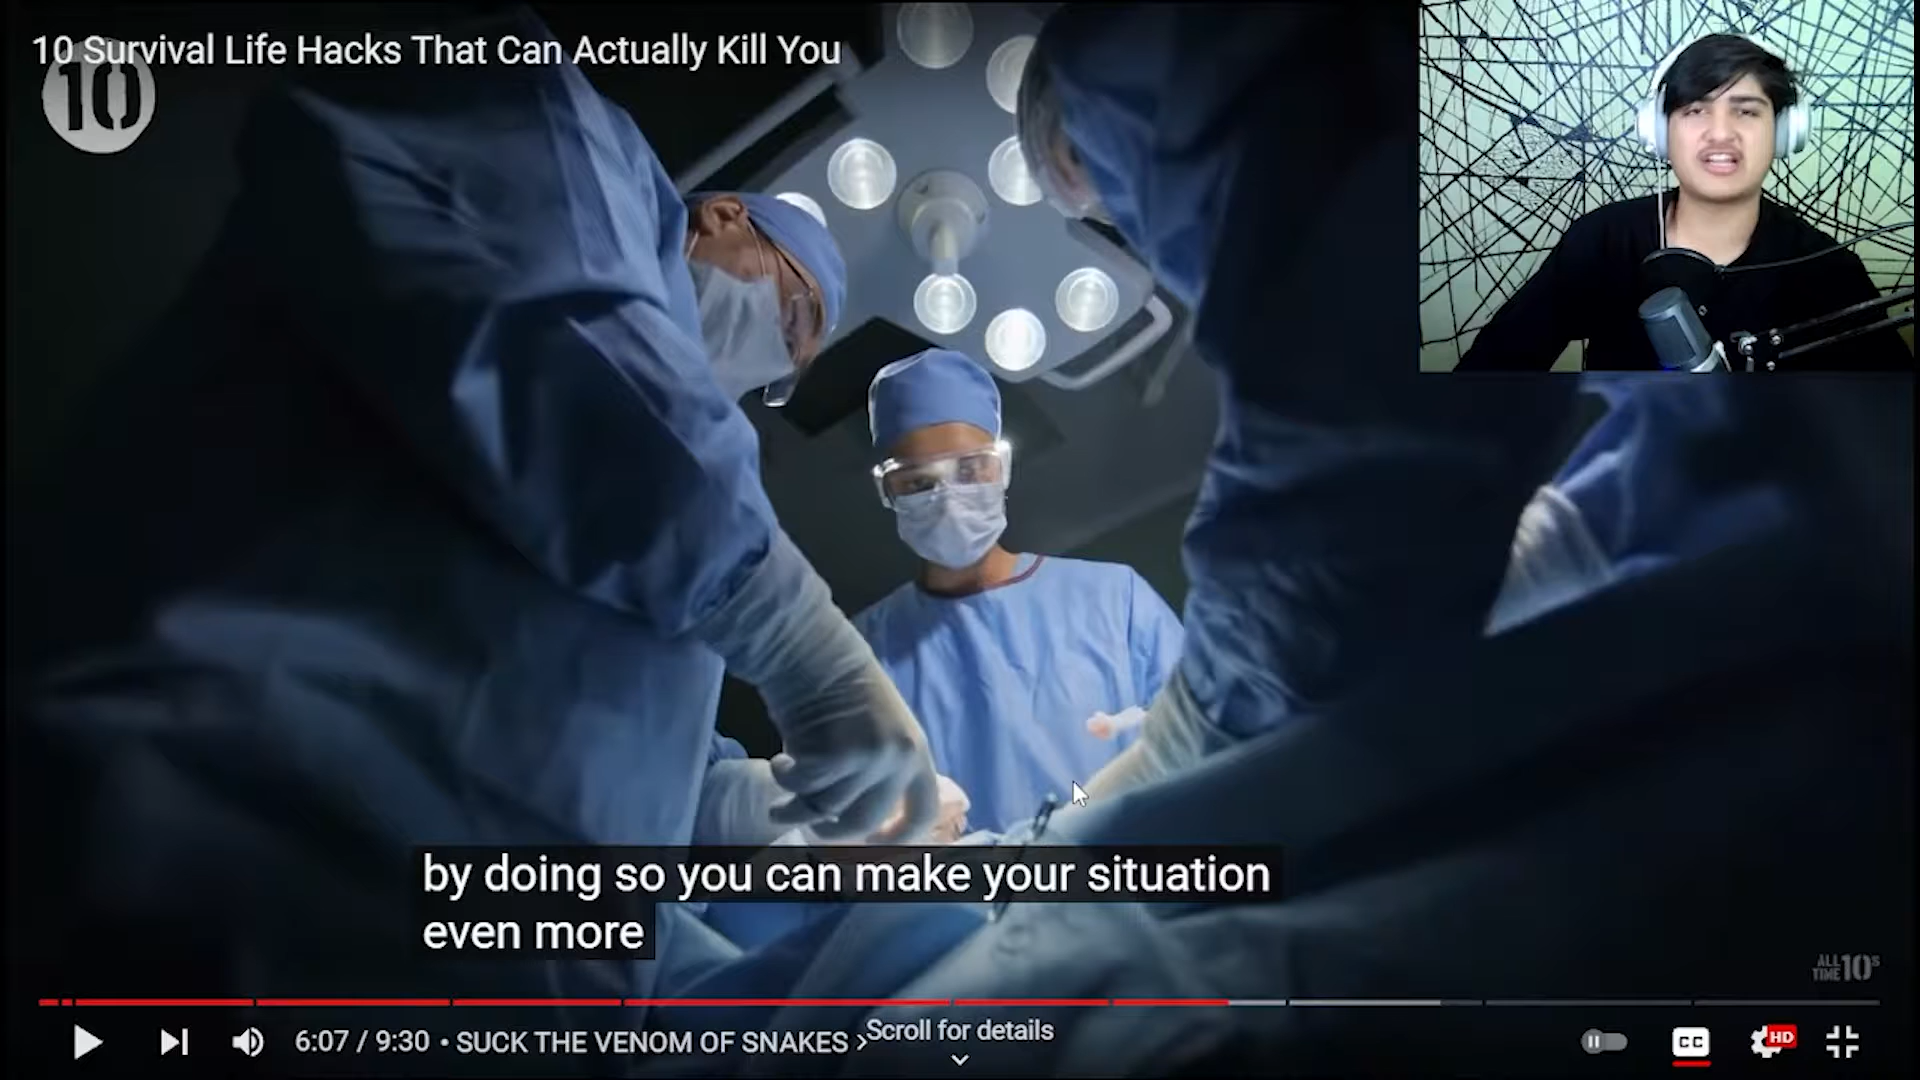 10 Survival Life Hacks That Can Actually Kill You
10
by doing so you can make your situation
even more
ALL
TIME 10s
6:07 / 9:30 • SUCK THE VENOM OF SNAKES ›
Scroll for details
CC
HD